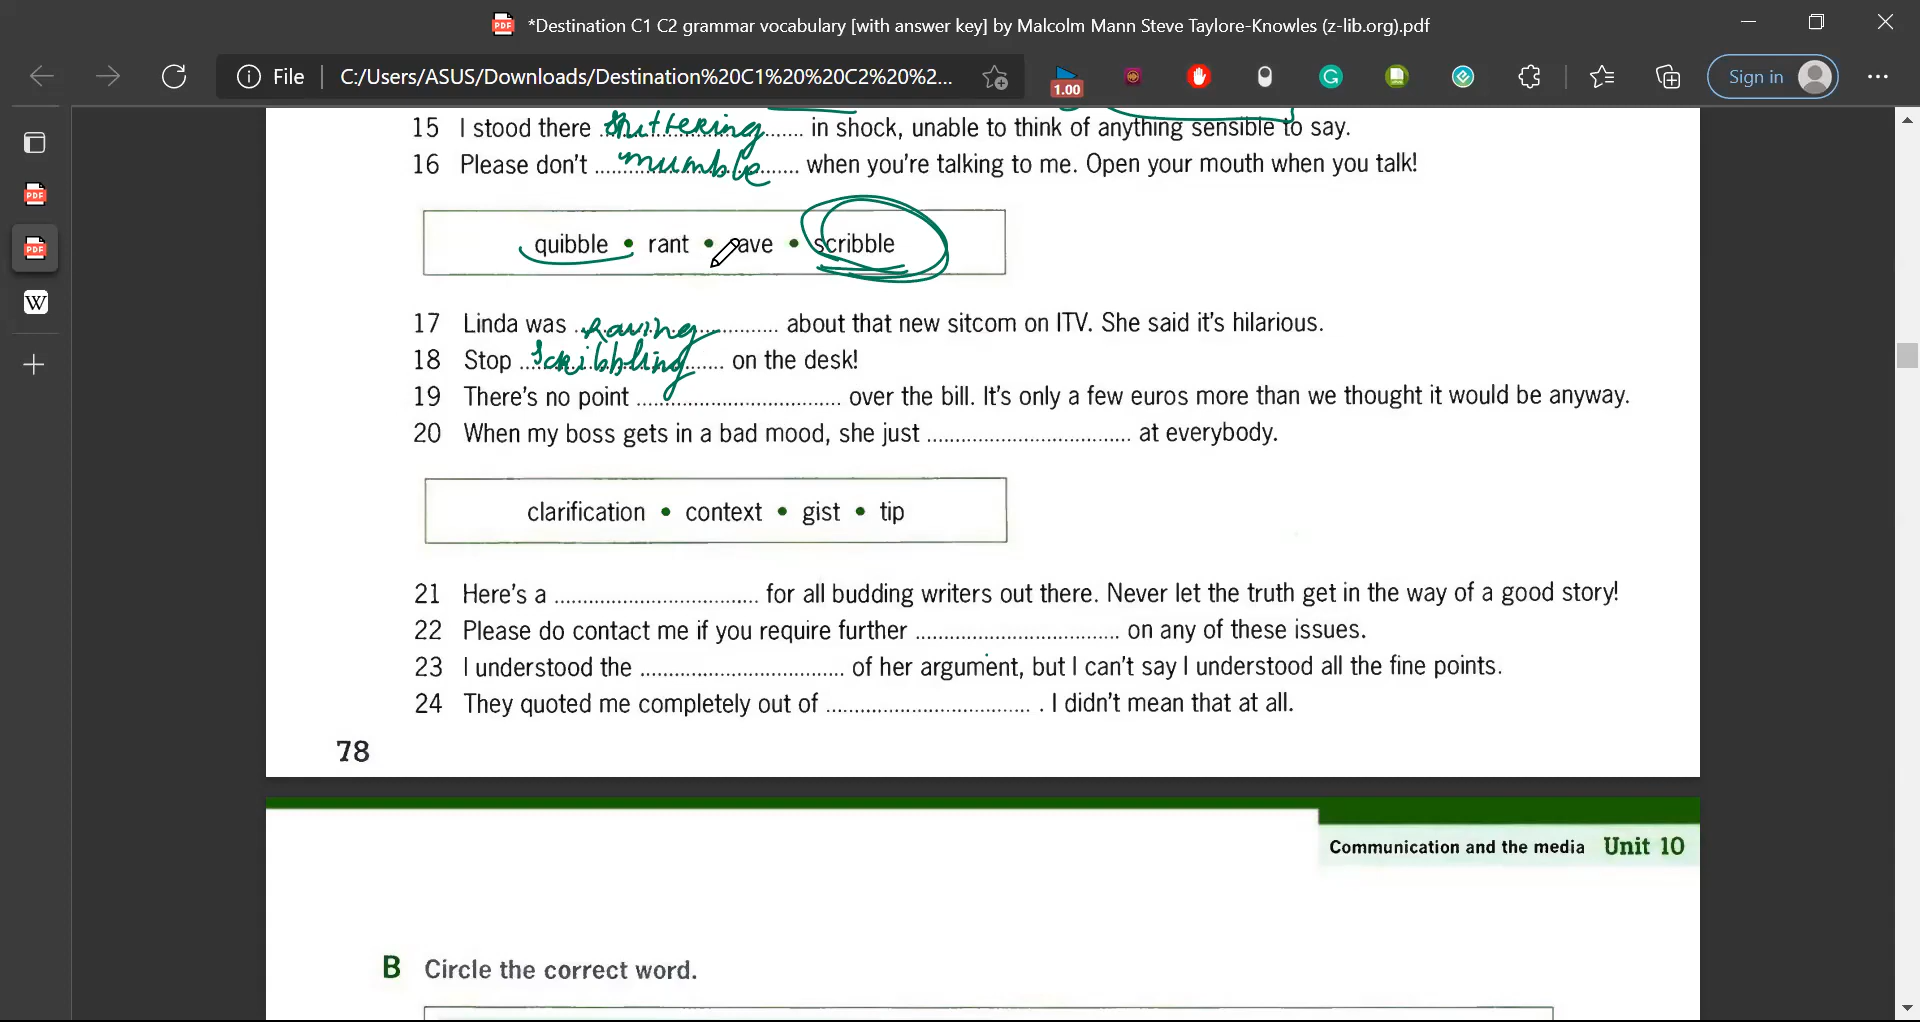 *Destination C1 C2 grammar vocabulary [with answer key] by Malcolm Mann Steve Taylore-Knowles (z-lib.org).pdf
File | C:/Users/ASUS/Downloads/Destination%20C1%20%20C2%20%2... 1.00 Sign in
15 I stood there stuttering in shock, unable to think of anything sensible to say.
16 Please don't mumble when you're talking to me. Open your mouth when you talk!
quibble • rant • ave • scribble
17 Linda was Raving about that new sitcom on ITV. She said it's hilarious.
18 Stop Scribbling on the desk!
19 There's no point ........ over the bill. It's only a few euros more than we thought it would be anyway.
20 When my boss gets in a bad mood, she just ........ at everybody.
clarification • context • gist • tip
21 Here's a ........ for all budding writers out there. Never let the truth get in the way of a good story!
22 Please do contact me if you require further ........ on any of these issues.
23 I understood the ........ of her argument, but I can't say I understood all the fine points.
24 They quoted me completely out of ........ . I didn't mean that at all.
78
Communication and the media Unit 10
B Circle the correct word.